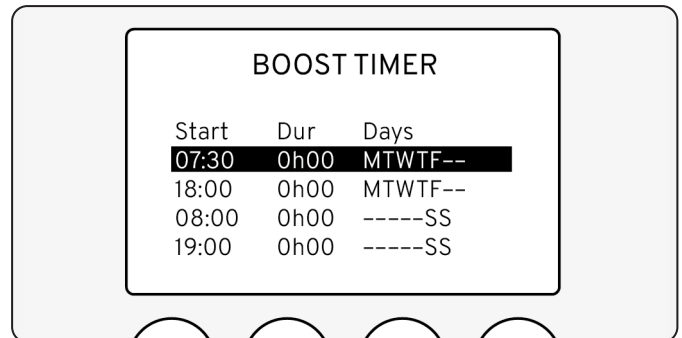 BOOST TIMER
Start Dur Days
07:30 0h00 MTWTF--
18:00 0h00 MTWTF--
08:00 0h00 -----SS
19:00 0h00 -----SS